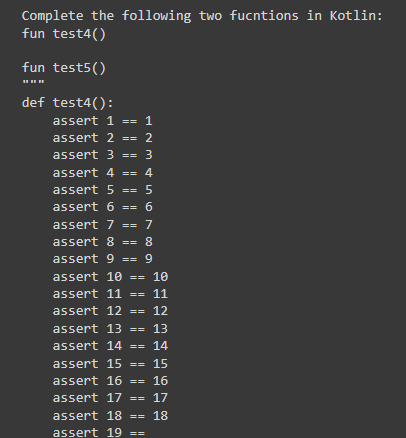 Complete the following two fucntions in Kotlin:
fun test4()
fun test5()
"""
def test4():
assert 1 == 1
assert 2 == 2
assert 3 == 3
assert 4 == 4
assert 5 == 5
assert 6 == 6
assert 7 == 7
assert 8 == 8
assert 9 == 9
assert 10 == 10
assert 11 == 11
assert 12 == 12
assert 13 == 13
assert 14 == 14
assert 15 == 15
assert 16 == 16
assert 17 == 17
assert 18 == 18
assert 19 ==